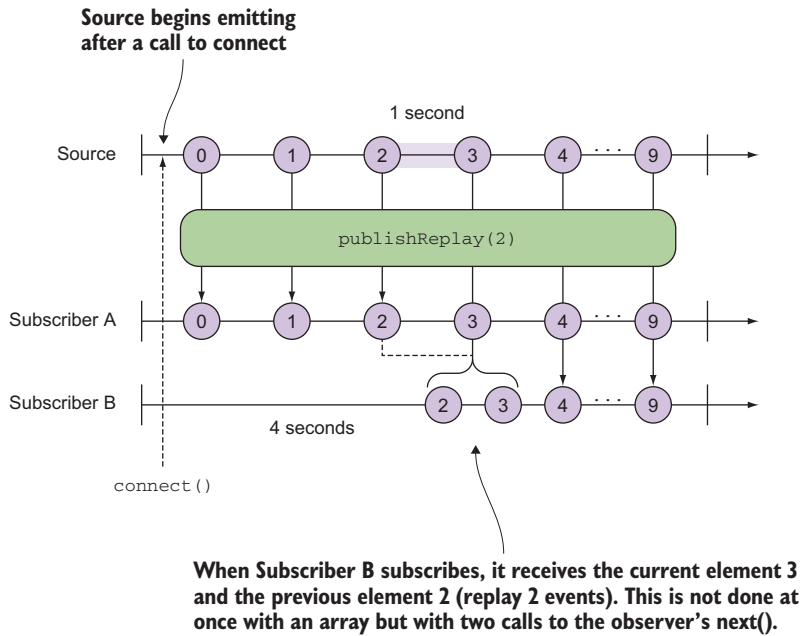 Source begins emitting
after a call to connect
1 second
Source 0 1 2 3 4 · · · 9
publishReplay(2)
Subscriber A 0 1 2 3 4 · · · 9
Subscriber B 2 3 4 · · · 9
4 seconds
connect()
When Subscriber B subscribes, it receives the current element 3
and the previous element 2 (replay 2 events). This is not done at
once with an array but with two calls to the observer’s next().